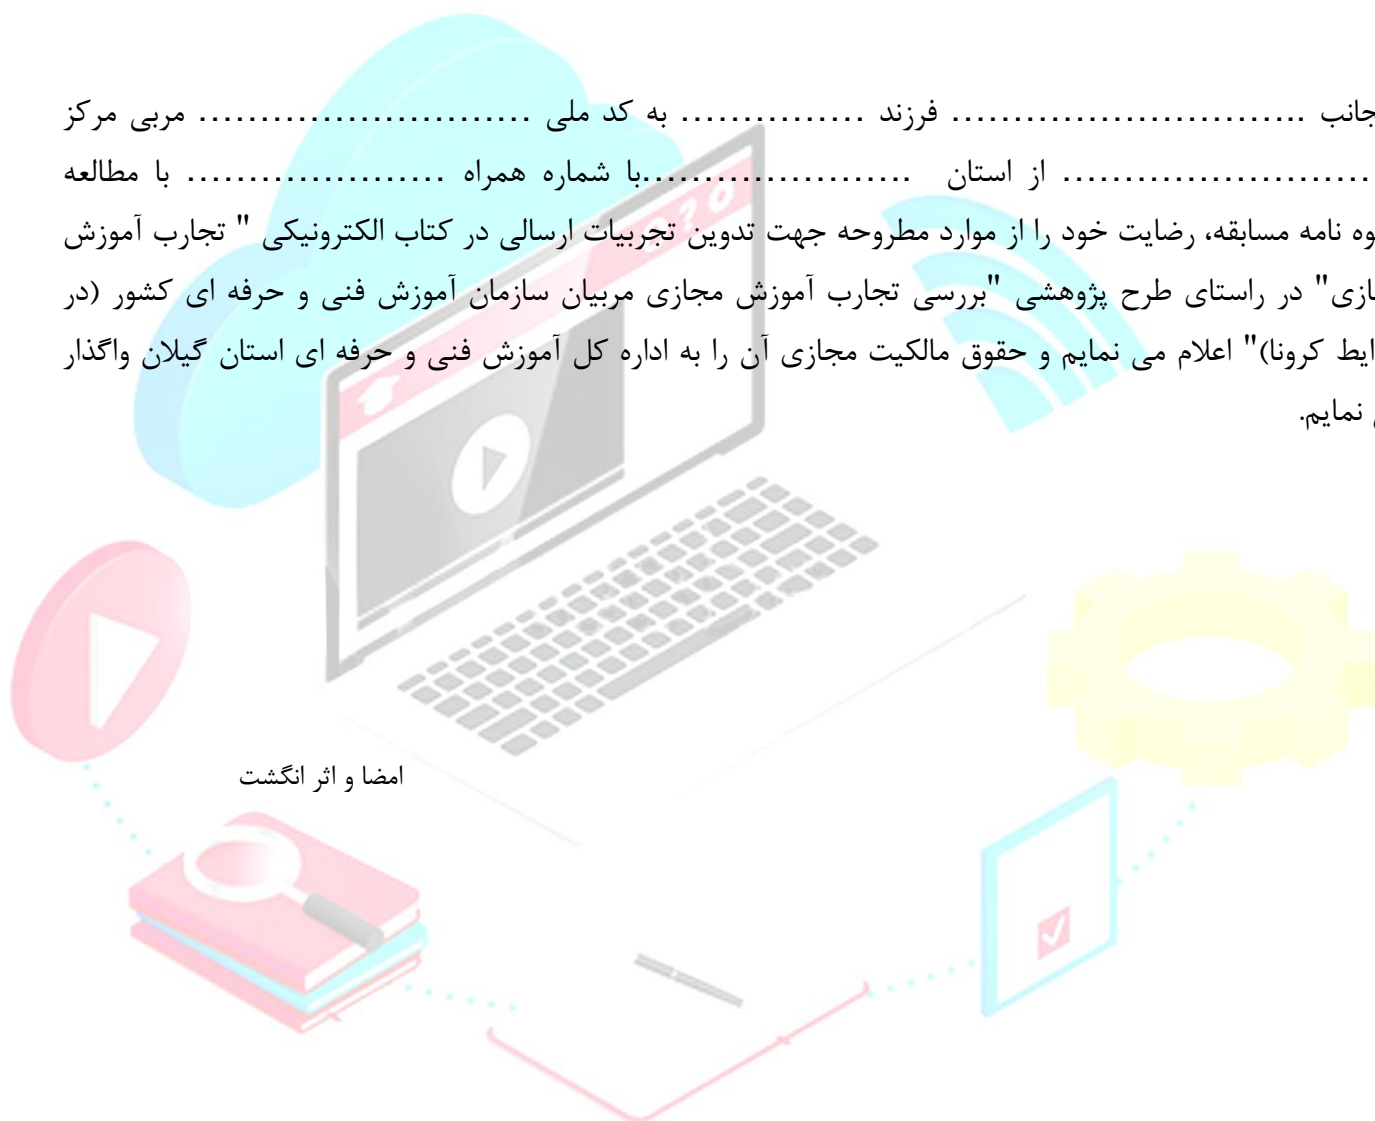 جانب ............................ فرزند ............... به کد ملی ........................... مربی مرکز
......................... از استان ......................با شماره همراه ..................... با مطالعه
وه نامه مسابقه، رضایت خود را از موارد مطروحه جهت تدوین تجربیات ارسالی در کتاب الکترونیکی " تجارب آموزش
ازی" در راستای طرح پژوهشی "بررسی تجارب آموزش مجازی مربیان سازمان آموزش فنی و حرفه ای کشور (در
ایط کرونا)" اعلام می نمایم و حقوق مالکیت مجازی آن را به اداره کل آموزش فنی و حرفه ای استان گیلان واگذار
نمایم.
امضا و اثر انگشت